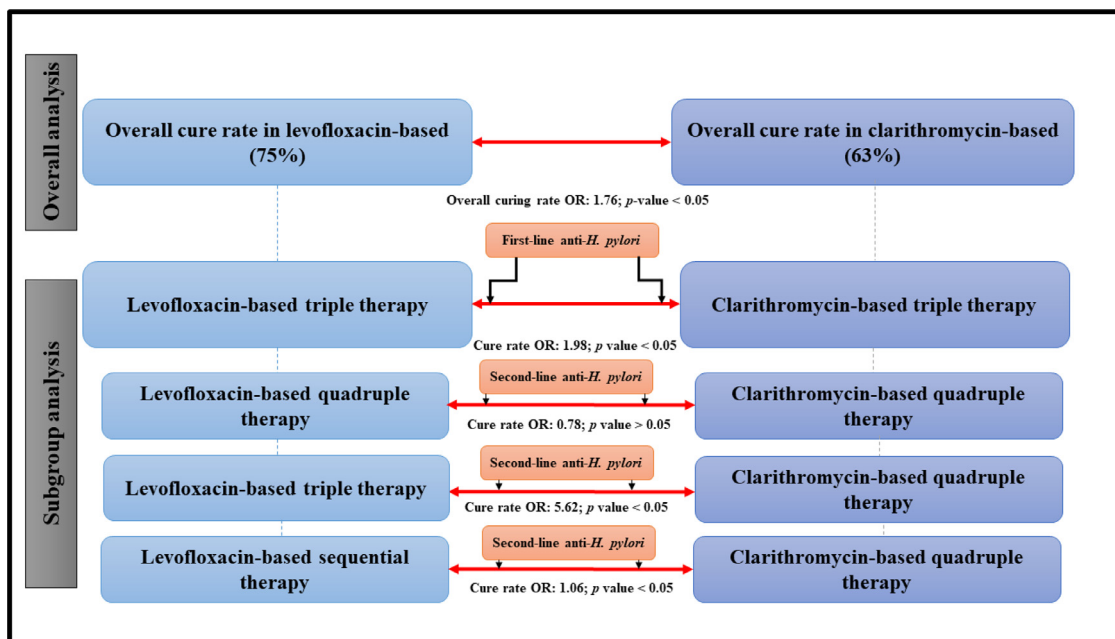 Overall analysis
Overall cure rate in levofloxacin-based
(75%)
Overall cure rate in clarithromycin-based
(63%)
Overall curing rate OR: 1.76; p-value < 0.05
Subgroup analysis
First-line anti-H. pylori
Levofloxacin-based triple therapy
Clarithromycin-based triple therapy
Cure rate OR: 1.98; p value < 0.05
Levofloxacin-based quadruple
therapy
Second-line anti-H. pylori
Clarithromycin-based quadruple
therapy
Cure rate OR: 0.78; p value > 0.05
Levofloxacin-based triple therapy
Second-line anti-H. pylori
Clarithromycin-based quadruple
therapy
Cure rate OR: 5.62; p value < 0.05
Levofloxacin-based sequential
therapy
Second-line anti-H. pylori
Clarithromycin-based quadruple
therapy
Cure rate OR: 1.06; p value < 0.05